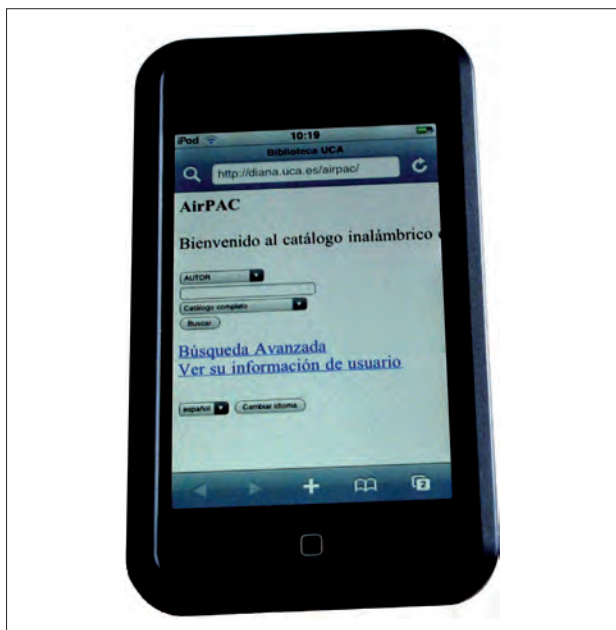 iPod 10:19
Biblioteca UCA
http://diana.uca.es/airpac/
AirPAC
Bienvenido al catálogo inalámbrico
AUTOR
Catálogo completo
Buscar
Búsqueda Avanzada
Ver su información de usuario
español Cambiar idioma
2